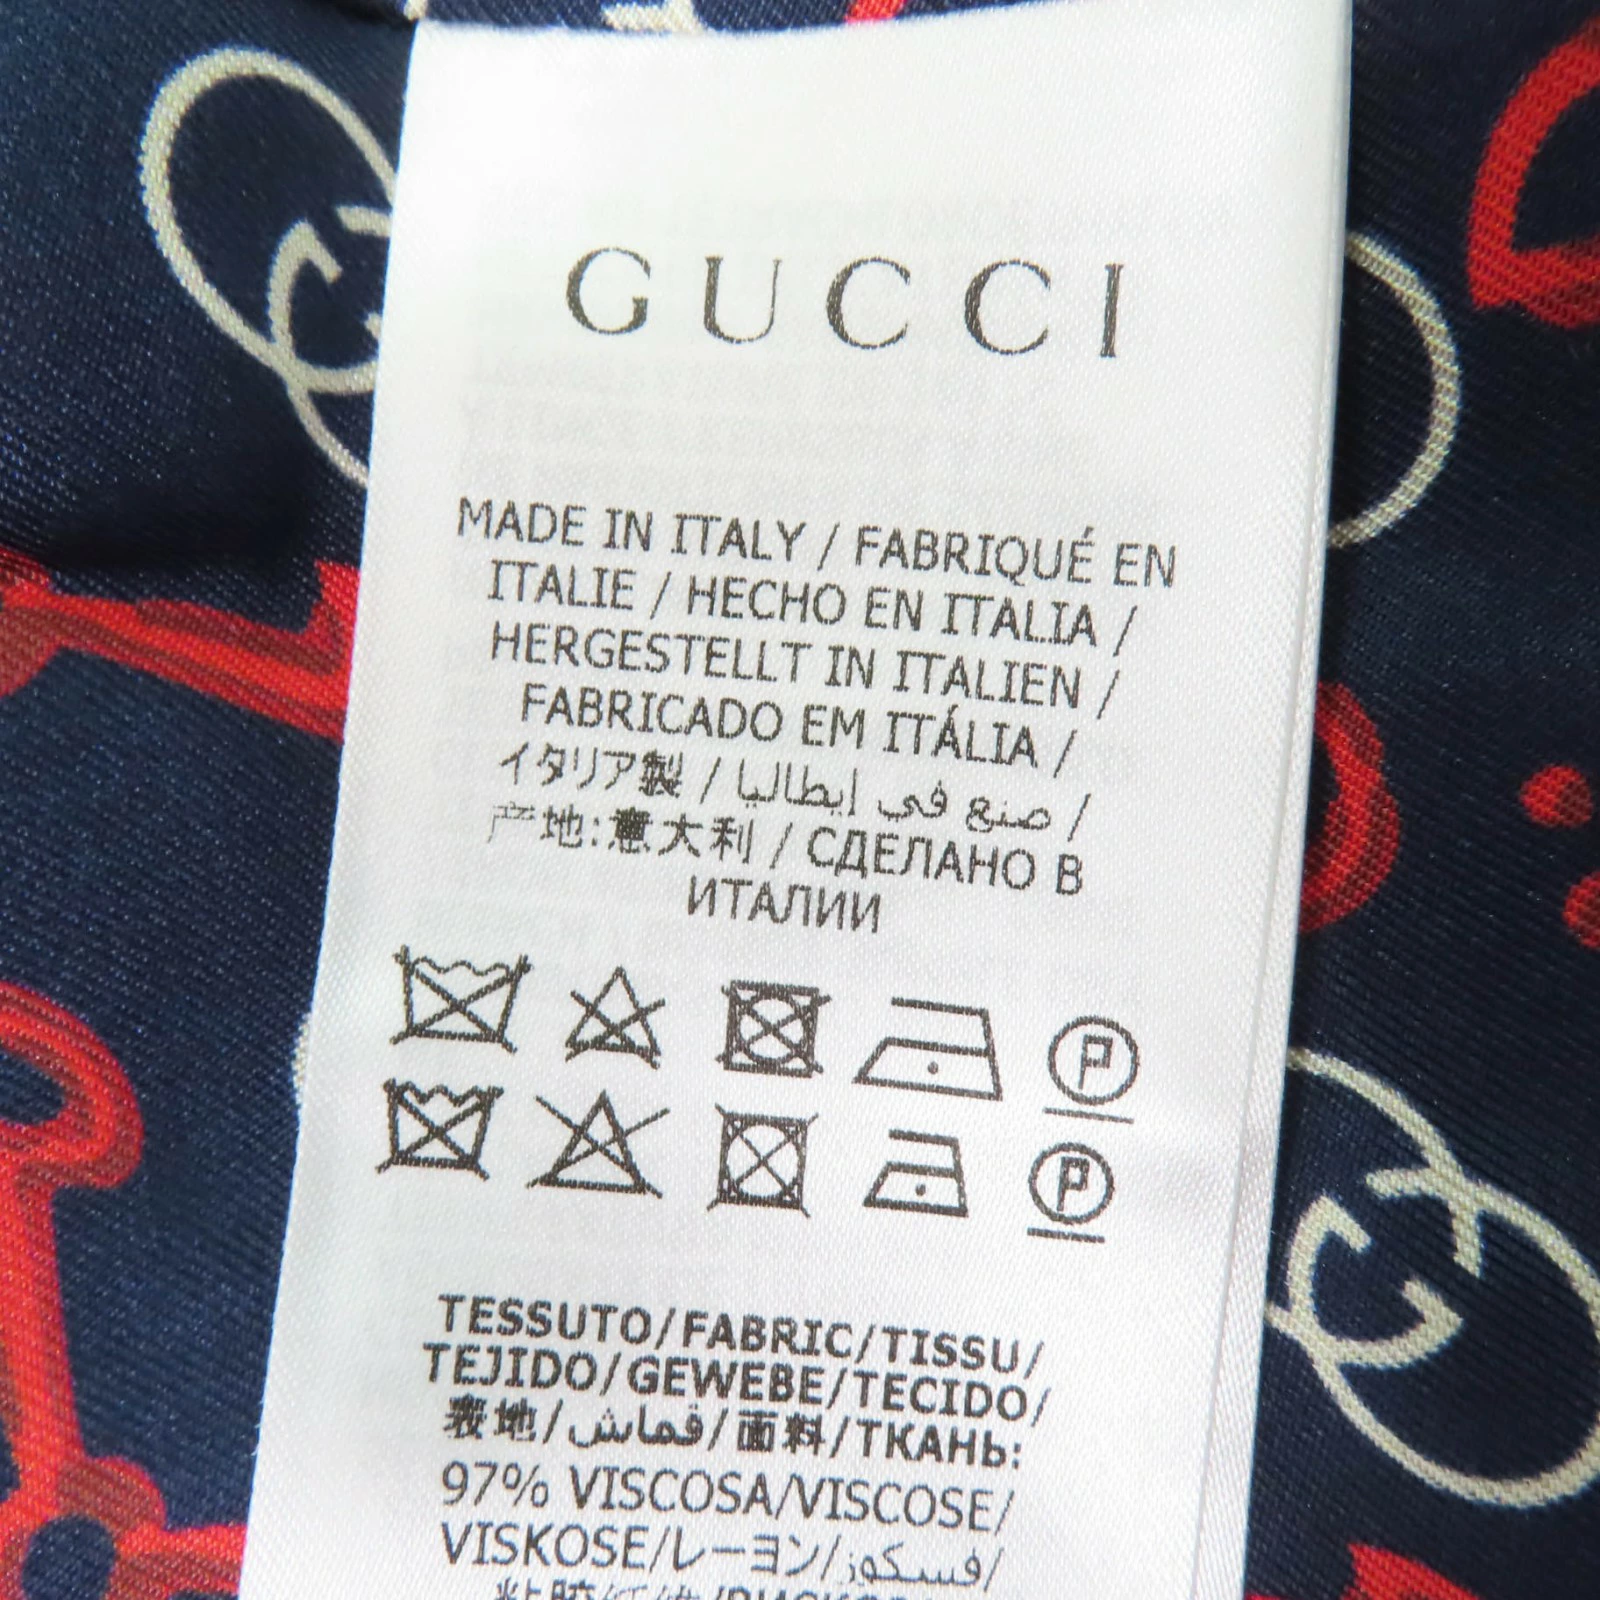 GUCCI
MADE IN ITALY / FABRIQUÉ EN
ITALIE / HECHO EN ITALIA /
HERGESTELLT IN ITALIEN /
FABRICADO EM ITÁLIA /
イタリア製 / صنع في إيطاليا /
产地:意大利 / СДЕЛАНО В
ИТАЛИИ
P
P
TESSUTO/FABRIC/TISSU/
TEJIDO/GEWEBE/TECIDO/
表地/قماش/面料/ТКАНЬ:
97% VISCOSA/VISCOSE/
VISKOSE/レーヨン/فسكوز/